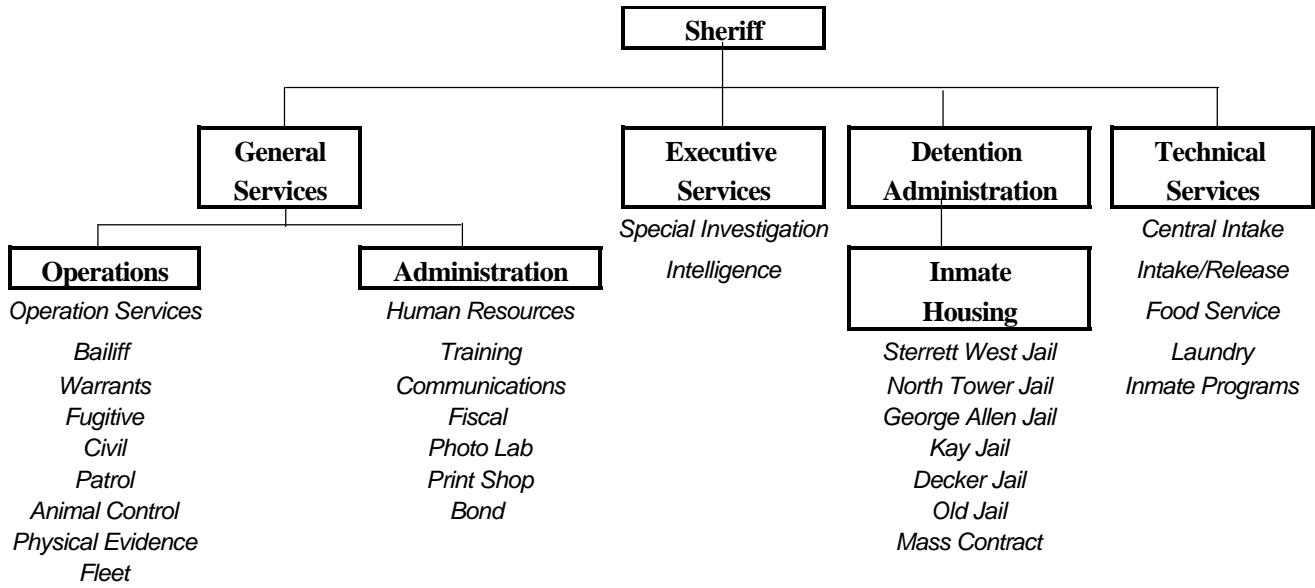 Sheriff
General
Services
Executive
Services
Detention
Administration
Technical
Services
Operations
Operation Services
Bailiff
Warrants
Fugitive
Civil
Patrol
Animal Control
Physical Evidence
Fleet
Administration
Human Resources
Training
Communications
Fiscal
Photo Lab
Print Shop
Bond
Special Investigation
Intelligence
Inmate
Housing
Sterrett West Jail
North Tower Jail
George Allen Jail
Kay Jail
Decker Jail
Old Jail
Mass Contract
Central Intake
Intake/Release
Food Service
Laundry
Inmate Programs